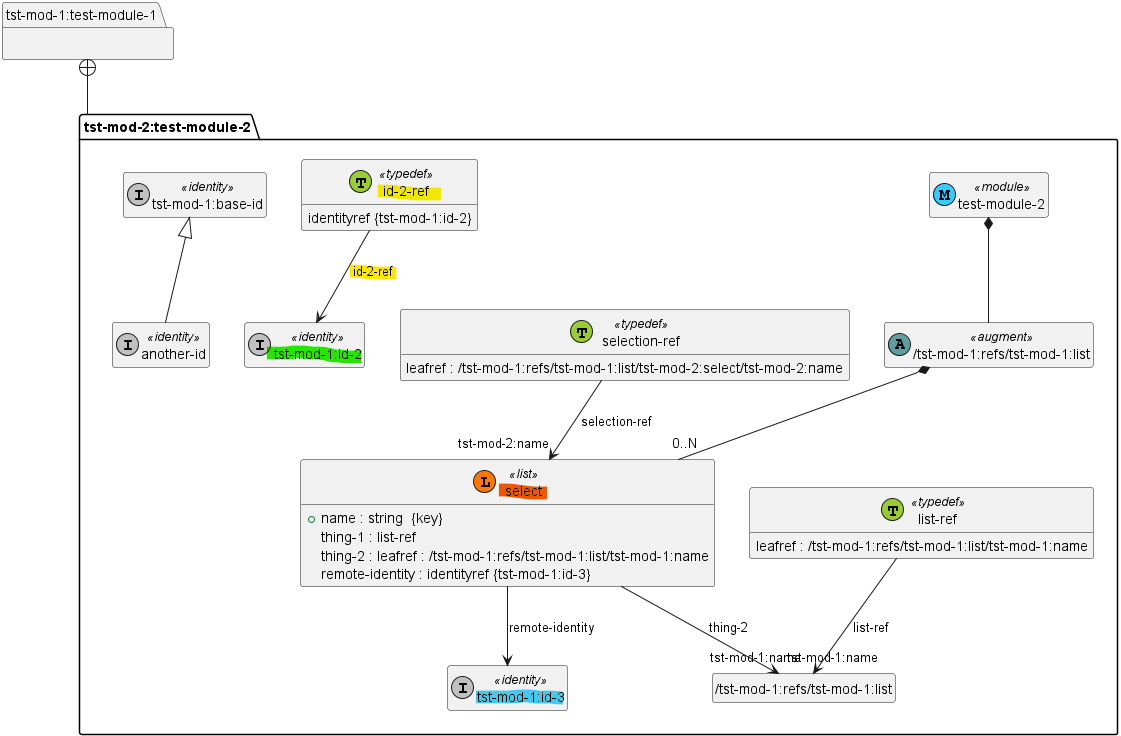 tst-mod-1:test-module-1
tst-mod-2:test-module-2
I
«identity»
tst-mod-1:base-id
T
«typedef»
id-2-ref
identityref {tst-mod-1:id-2}
M
«module»
test-module-2
id-2-ref
I
«identity»
another-id
I
«identity»
tst-mod-1:id-2
T
«typedef»
selection-ref
leafref : /tst-mod-1:refs/tst-mod-1:list/tst-mod-2:select/tst-mod-2:name
A
«augment»
/tst-mod-1:refs/tst-mod-1:list
selection-ref
tst-mod-2:name
0..N
L
«list»
select
name : string  {key}
thing-1 : list-ref
thing-2 : leafref : /tst-mod-1:refs/tst-mod-1:list/tst-mod-1:name
remote-identity : identityref {tst-mod-1:id-3}
T
«typedef»
list-ref
leafref : /tst-mod-1:refs/tst-mod-1:list/tst-mod-1:name
remote-identity
thing-2
list-ref
tst-mod-1:name
tst-mod-1:name
I
«identity»
tst-mod-1:id-3
/tst-mod-1:refs/tst-mod-1:list